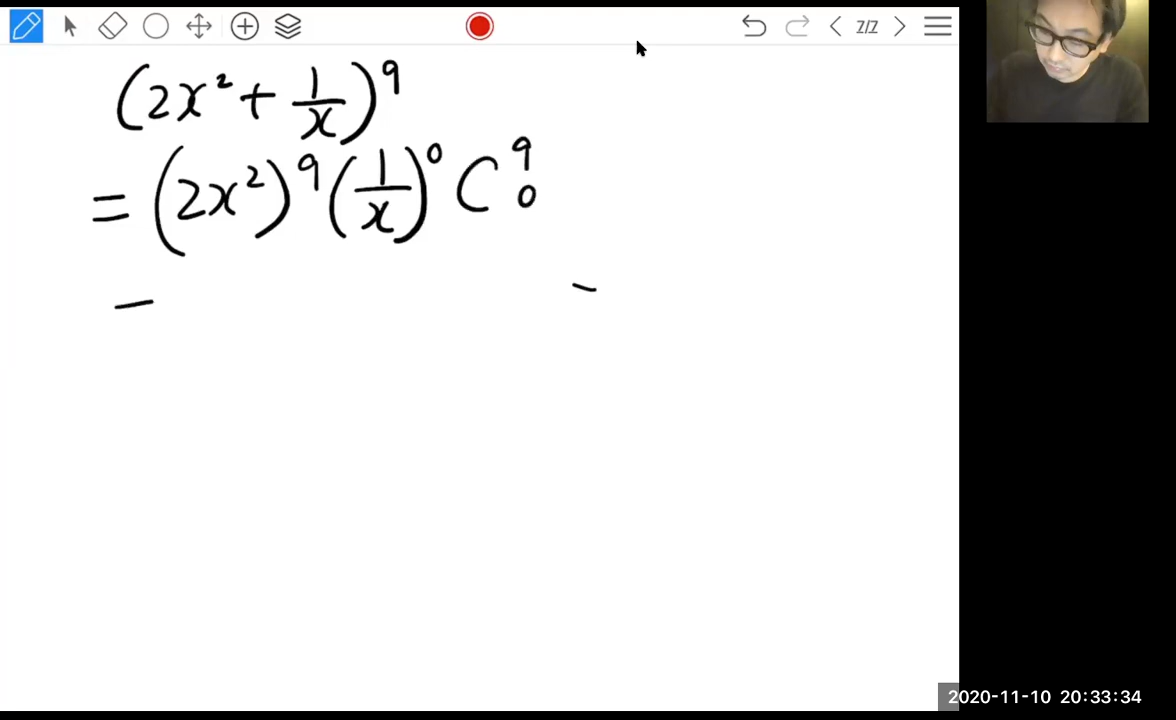 2/2
(2x² + 1/x)⁹
= (2x²)⁹ (1/x)⁰ C⁹₀
2020-11-10 20:33:34